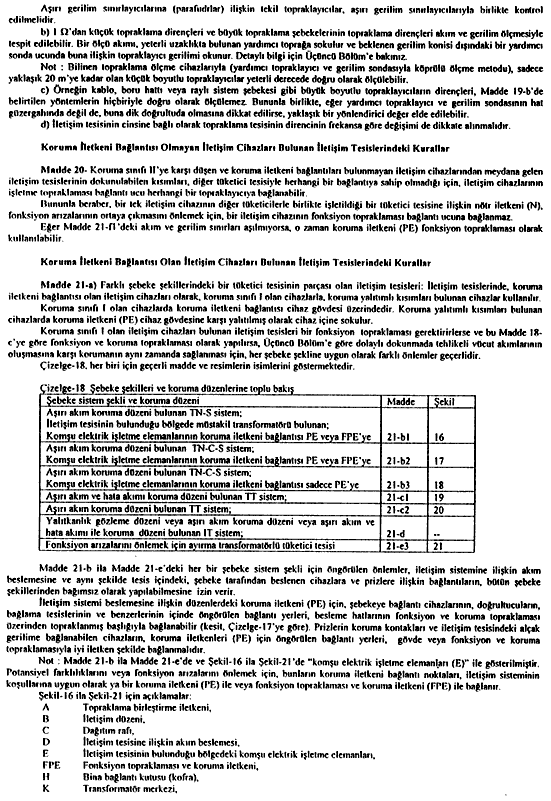 Aşırı gerilim sınırlayıcılarına (parafudrlar) ilişkin tekil topraklayıcılar, aşırı gerilim sınırlayıcılarıyla birlikte kontrol
edilmelidir.
b) 1 Ω'dan küçük topraklama dirençleri ve büyük topraklama şebekelerinin topraklama dirençleri akım ve gerilim ölçmesiyle
tespit edilebilir. Bir ölçü akımı, yeterli uzaklıkta bulunan yardımcı toprağa sokulur ve beklenen gerilim konisi dışındaki bir yardımcı
sonda ucunda buna ilişkin topraklayıcı gerilimi okunur. Detaylı bilgi için Üçüncü Bölüm'e bakınız.
Not : Bilinen topraklama ölçme cihazlarıyla (yardımcı topraklayıcı ve gerilim sondasıyla köprülü ölçme metodu), sadece
yaklaşık 20 m'ye kadar olan küçük boyutlu topraklayıcılar yeterli derecede doğru olarak ölçülebilir.
c) Örneğin kablo, boru hattı veya raylı sistem şebekesi gibi büyük boyutlu topraklayıcıların dirençleri, Madde 19-b'de
belirtilen yöntemlerin hiçbiriyle doğru olarak ölçülemez. Bununla birlikte, eğer yardımcı topraklayıcı ve gerilim sondasının hat
güzergahında değil de, buna dik doğrultuda olmasına dikkat edilirse, yaklaşık bir yönlendirici değer elde edilebilir.
d) İletişim tesisinin cinsine bağlı olarak topraklama tesisinin direncinin frekansa göre değişimi de dikkate alınmalıdır.
Koruma İletkeni Bağlantısı Olmayan İletişim Cihazları Bulunan İletişim Tesislerindeki Kurallar
Madde 20- Koruma sınıfı II'ye karşı düşen ve koruma iletkeni bağlantıları bulunmayan iletişim cihazlarından meydana gelen
iletişim tesislerinin dokunulabilen kısımları, diğer tüketici tesisiyle herhangi bir bağlantıya sahip olmadığı için, iletişim cihazlarının
işletme topraklaması bağlantı ucu herhangi bir topraklayıcıya bağlanabilir.
Bununla beraber, bir tek iletişim cihazının diğer tüketicilerle birlikte işletildiği bir tüketici tesisine ilişkin nötr iletkeni (N),
fonksiyon arızalarının ortaya çıkmasını önlemek için, bir iletişim cihazının fonksiyon topraklaması bağlantı ucuna bağlanmaz.
Eğer Madde 21-f1'deki akım ve gerilim sınırları aşılmıyorsa, o zaman koruma iletkeni (PE) fonksiyon topraklaması olarak
kullanılabilir.
Koruma İletkeni Bağlantısı Olan İletişim Cihazları Bulunan İletişim Tesislerindeki Kurallar
Madde 21-a) Farklı şebeke şekillerindeki bir tüketici tesisinin parçası olan iletişim tesisleri: İletişim tesislerinde, koruma
iletkeni bağlantısı olan iletişim cihazları olarak, koruma sınıfı I olan cihazlarla, koruma yalıtımlı kısımları bulunan cihazlar kullanılır.
Koruma sınıfı I olan cihazlarda koruma iletkeni bağlantısı cihaz gövdesi üzerindedir. Koruma yalıtımlı kısımları bulunan
cihazlarda koruma iletkeni (PE) cihaz gövdesine karşı yalıtılmış olarak cihaz içine sokulur.
Koruma sınıfı I olan iletişim cihazları bulunan iletişim tesisleri bir fonksiyon topraklaması gerektirirlerse ve bu Madde 18-
c'ye göre fonksiyon ve koruma topraklaması olarak yapılırsa, Üçüncü Bölüm'e göre dolaylı dokunmada tehlikeli vücut akımlarının
oluşmasına karşı korumanın aynı zamanda sağlanması için, her şebeke şekline uygun olarak farklı önlemler geçerlidir.
Çizelge-18, her biri için geçerli madde ve resimlerin isimlerini göstermektedir.
Çizelge-18 Şebeke şekilleri ve koruma düzenlerine toplu bakış
Şebeke sistem şekli ve koruma düzeni Madde Şekil
Aşırı akım koruma düzeni bulunan TN-S sistem;
İletişim tesisinin bulunduğu bölgede müstakil transformatörü bulunan;
Komşu elektrik işletme elemanlarının koruma iletkeni bağlantısı PE veya FPE'ye 21-b1 16
Aşırı akım koruma düzeni bulunan TN-C-S sistem;
Komşu elektrik işletme elemanlarının koruma iletkeni bağlantısı PE veya FPE'ye 21-b2 17
Aşırı akım koruma düzeni bulunan TN-C-S sistem;
Komşu elektrik işletme elemanlarının koruma iletkeni bağlantısı sadece PE'ye 21-b3 18
Aşırı akım ve hata akımı koruma düzeni bulunan TT sistem; 21-c1 19
Aşırı akım koruma düzeni bulunan TT sistem; 21-c2 20
Yalıtkanlık gözleme düzeni veya aşırı akım koruma düzeni veya aşırı akım ve
hata akımı ile koruma düzeni bulunan IT sistem; 21-d --
Fonksiyon arızalarını önlemek için ayırma transformatörlü tüketici tesisi 21-e3 21
Madde 21-b ila Madde 21-e'deki her bir şebeke sistem şekli için öngörülen önlemler, iletişim sistemine ilişkin akım
beslemesine ve aynı şekilde tesis içindeki, şebeke tarafından beslenen cihazlara ve prizlere ilişkin bağlantıların, bütün şebeke
şekillerinden bağımsız olarak yapılabilmesine izin verir.
İletişim sistemi beslemesine ilişkin düzenlerdeki koruma iletkeni (PE) için, şebekeye bağlantı cihazlarının, doğrultucuların,
bağlama tesislerinin ve benzerlerinin içinde öngörülen bağlantı yerleri, besleme hatlarının fonksiyon ve koruma topraklaması
üzerinden topraklanmış başlığıyla bağlanabilir (kesit, Çizelge-17'ye göre). Prizlerin koruma kontakları ve iletişim tesisindeki alçak
gerilime bağlanabilen cihazların, koruma iletkenleri (PE) için öngörülen bağlantı yerleri, gövde veya fonksiyon ve koruma
topraklamasıyla iyi iletken şekilde bağlanmalıdır.
Not : Madde 21-b ila Madde 21-e'de ve Şekil-16 ila Şekil-21'de "komşu elektrik işletme elemanları (E)" ile gösterilmiştir.
Potansiyel farklılıklarını veya fonksiyon arızalarını önlemek için, bunların koruma iletkeni bağlantı noktaları, iletişim sisteminin
koşullarına uygun olarak ya bir koruma iletkeni (PE) ile veya fonksiyon topraklaması ve koruma iletkeni (FPE) ile bağlanır.
Şekil-16 ila Şekil-21 için açıklamalar:
A Topraklama birleştirme iletkeni,
B İletişim düzeni,
C Dağıtım rafı,
D İletişim tesisine ilişkin akım beslemesi,
E İletişim tesisinin bulunduğu bölgedeki komşu elektrik işletme elemanları,
FPE Fonksiyon topraklaması ve koruma iletkeni,
H Bina bağlantı kutusu (kofra),
K Transformatör merkezi,